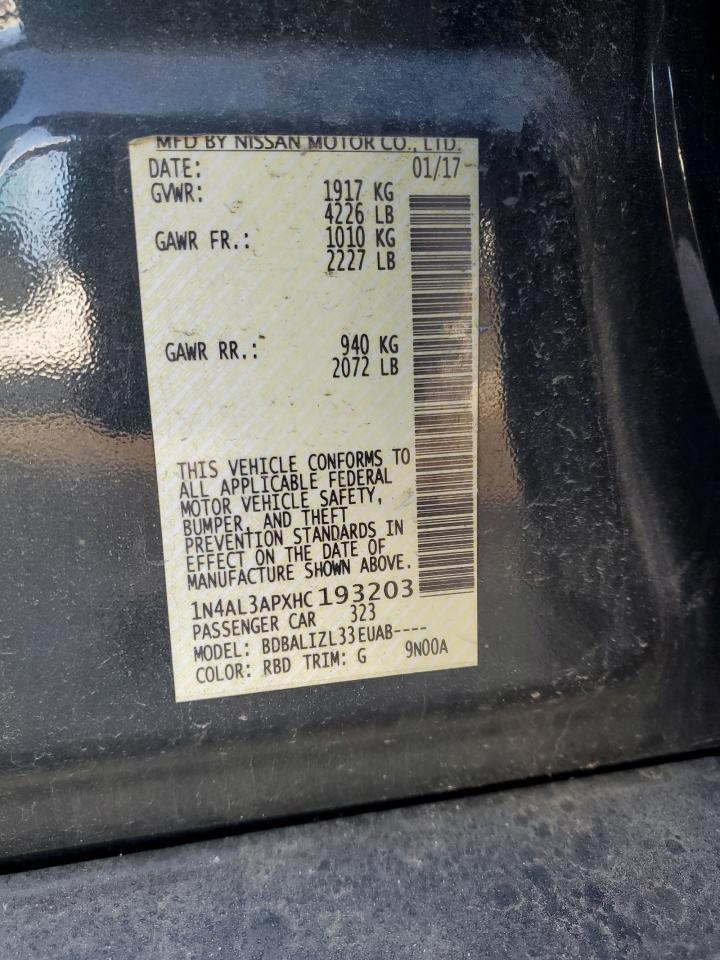 MFD BY NISSAN MOTOR CO., LTD.
DATE: 01/17
GVWR: 1917 KG
4226 LB
GAWR FR.: 1010 KG
2227 LB
GAWR RR.: 940 KG
2072 LB
THIS VEHICLE CONFORMS TO
ALL APPLICABLE FEDERAL
MOTOR VEHICLE SAFETY,
BUMPER, AND THEFT
PREVENTION STANDARDS IN
EFFECT ON THE DATE OF
MANUFACTURE SHOWN ABOVE.
1N4AL3APXHC193203
PASSENGER CAR 323
MODEL: BDBALIZL33EUAB----
COLOR: RBD TRIM: G 9N00A